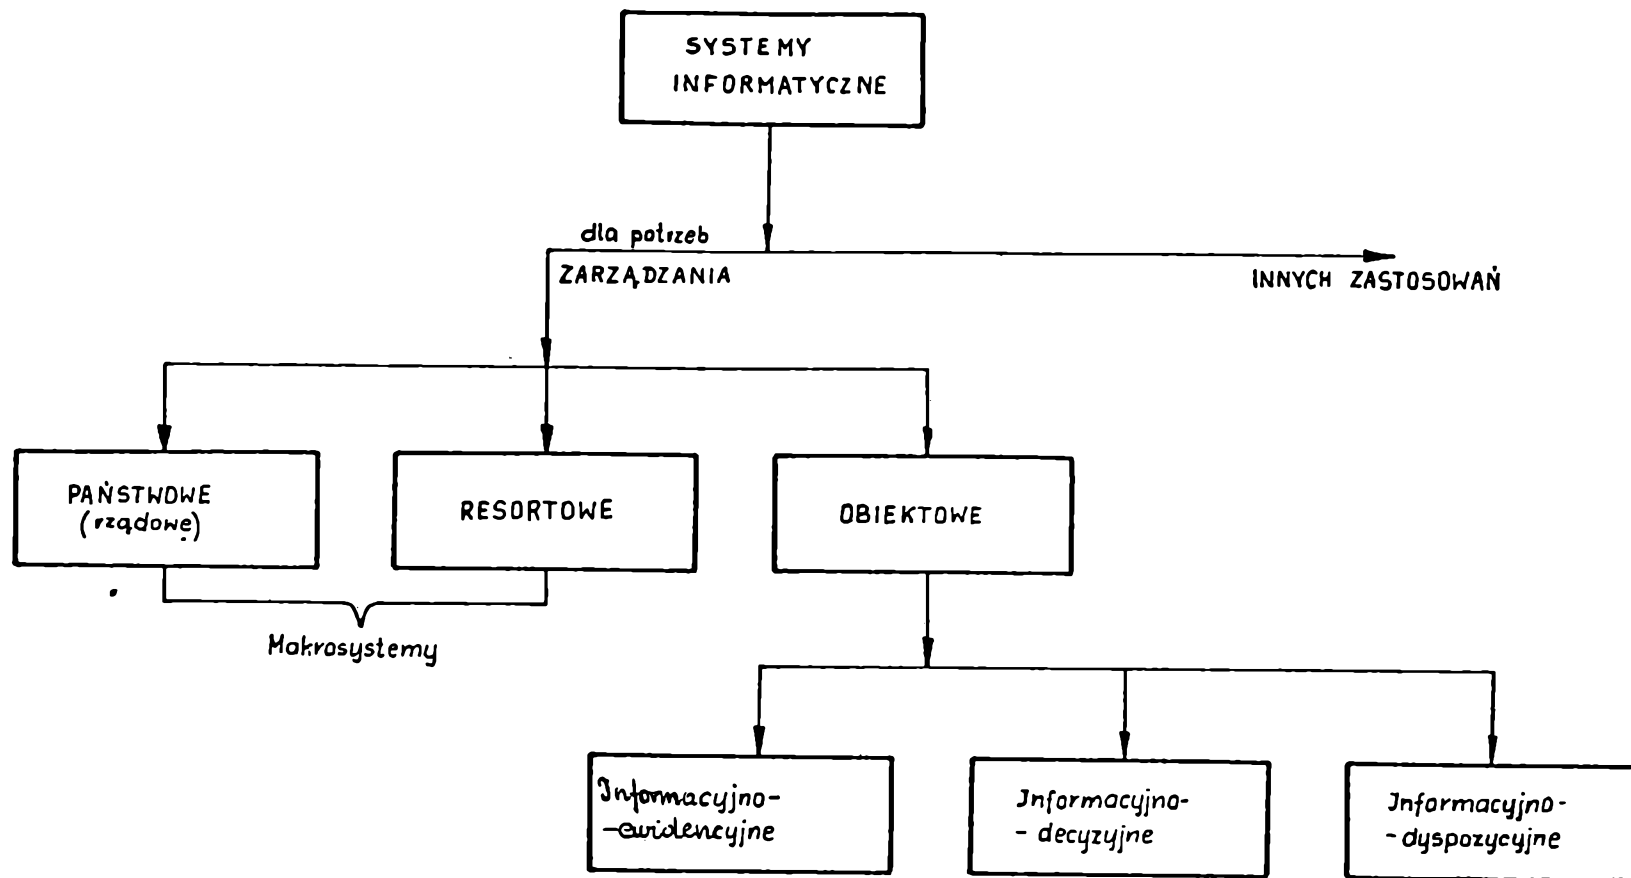 SYSTEMY
INFORMATYCZNE
dla potrzeb
ZARZĄDZANIA
INNYCH ZASTOSOWAŃ
PAŃSTWOWE
(rządowe)
RESORTOWE
OBIEKTOWE
Makrosystemy
Informacyjno-
-ewidencyjne
Informacyjno-
- decyzyjne
Informacyjno-
- dyspozycyjne